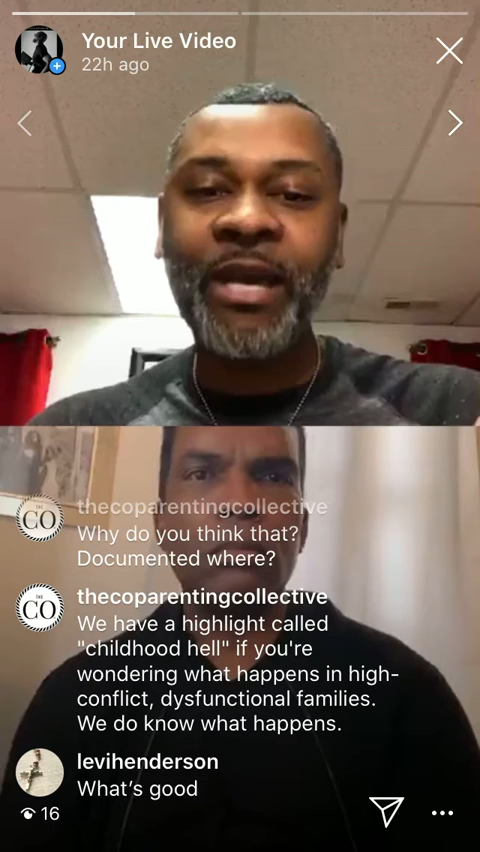 Your Live Video
22h ago
thecoparentingcollective
THE
CO
Why do you think that?
Documented where?
thecoparentingcollective
THE
CO
We have a highlight called
"childhood hell" if you're
wondering what happens in high-
conflict, dysfunctional families.
We do know what happens.
levihenderson
What's good
16